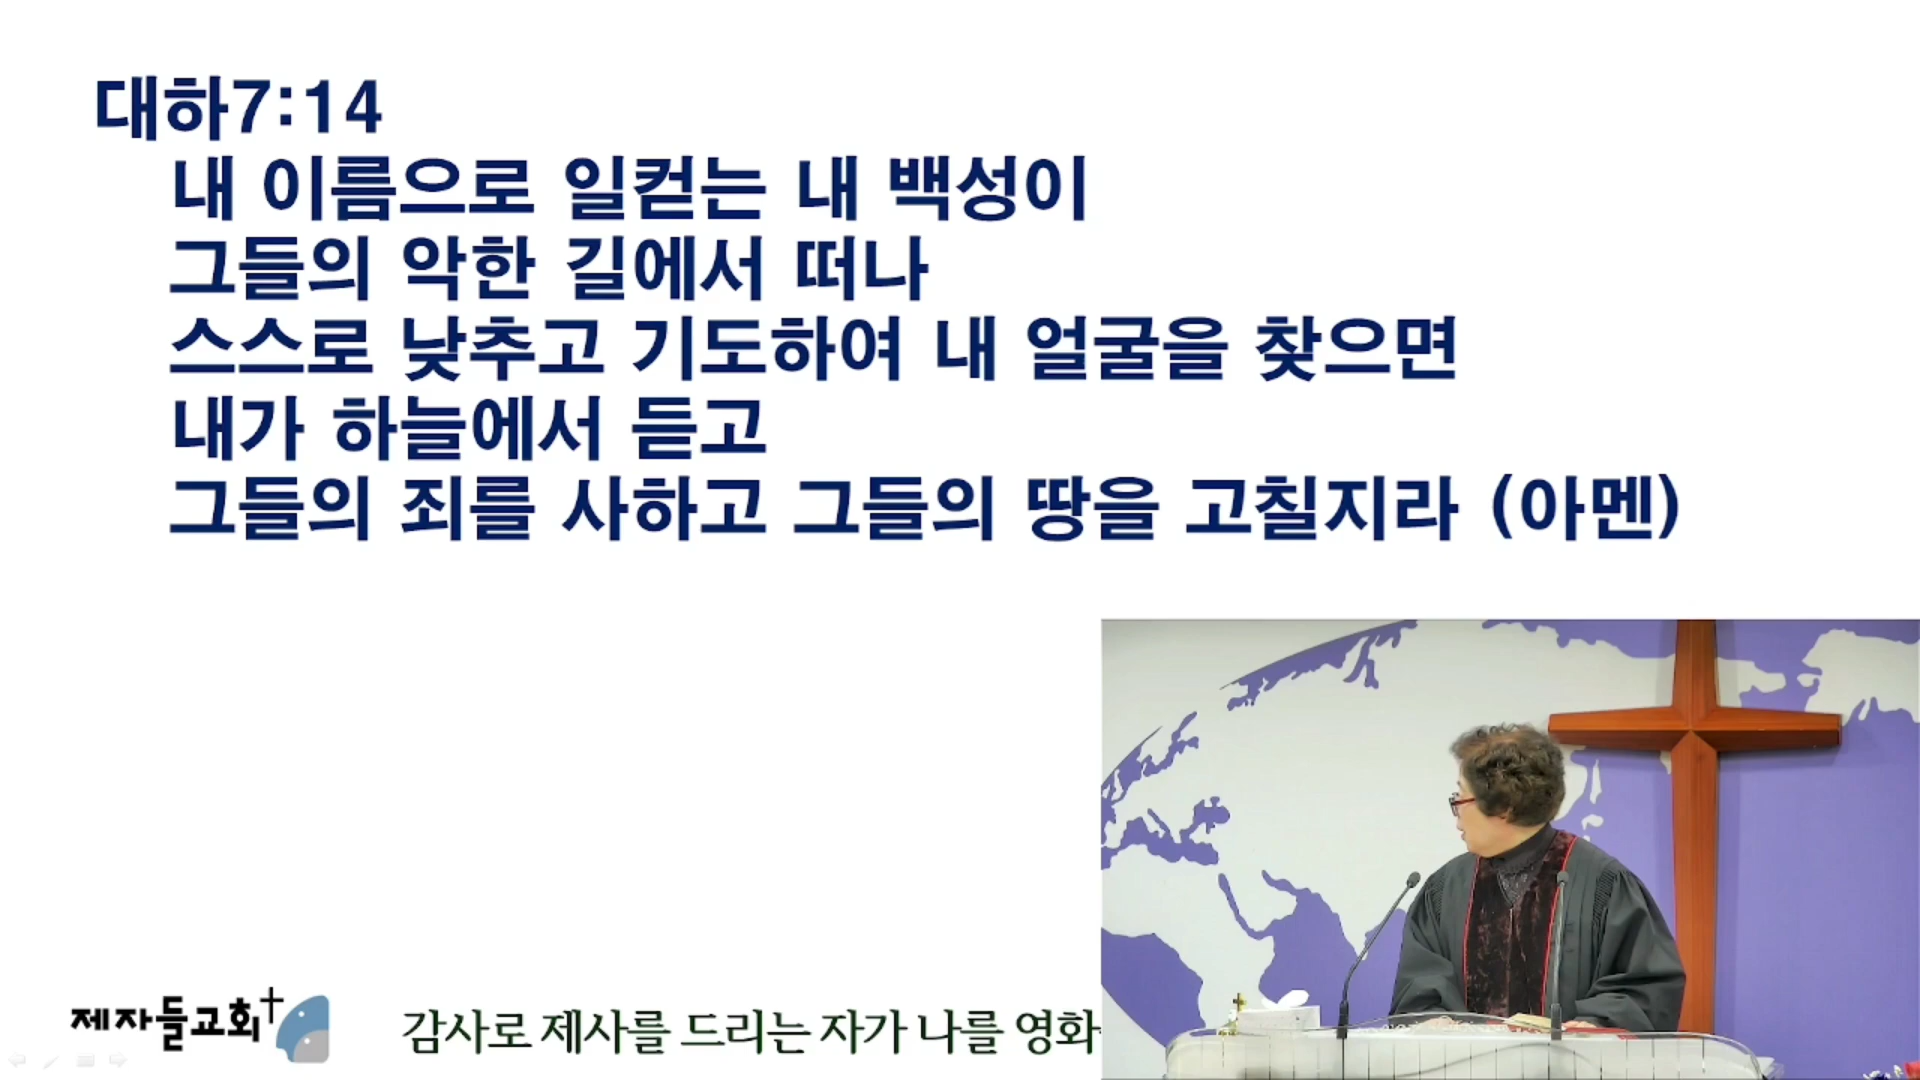 대하7:14
내 이름으로 일컫는 내 백성이
그들의 악한 길에서 떠나
스스로 낮추고 기도하여 내 얼굴을 찾으면
내가 하늘에서 듣고
그들의 죄를 사하고 그들의 땅을 고칠지라 (아멘)
제자들교회
감사로 제사를 드리는 자가 나를 영화